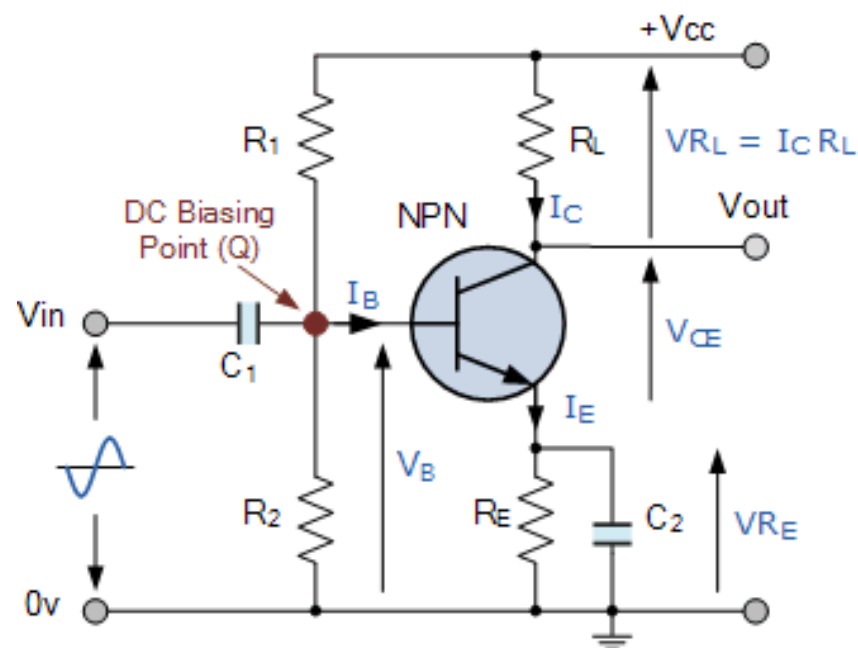 +Vcc
R1
RL
VRL = IC RL
DC Biasing
Point (Q)
NPN
IC
Vout
Vin
IB
C1
VCE
IE
VB
R2
RE
C2
VRE
0v